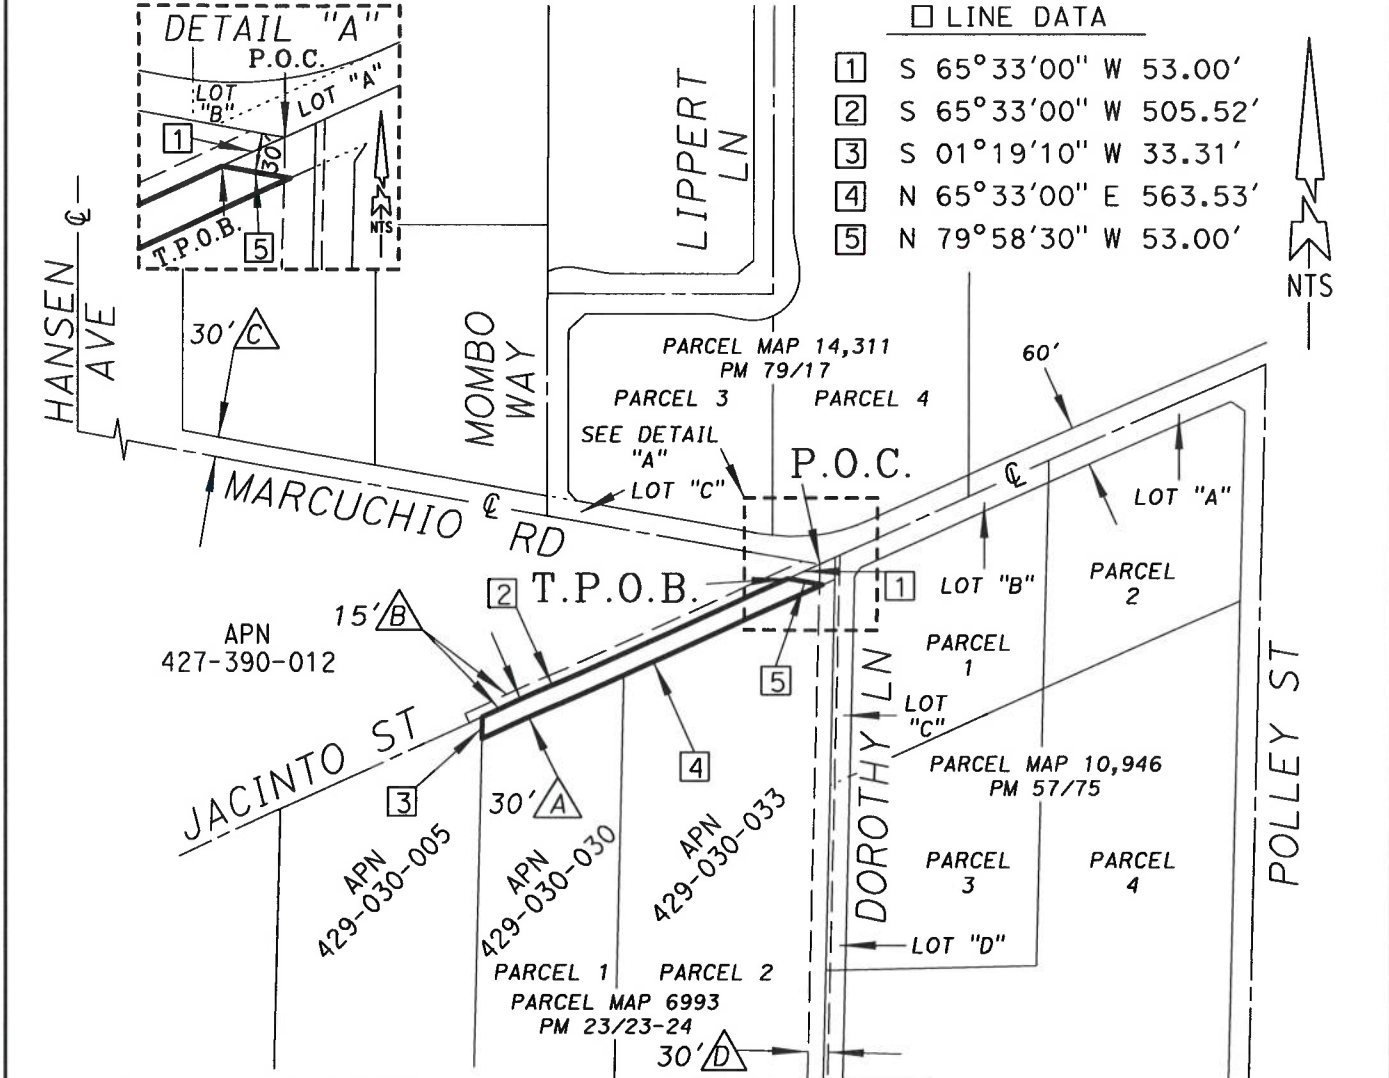 DETAIL "A"
P.O.C.
LOT "B"
LOT "A"
1
30'
T.P.O.B.
5
NTS
□ LINE DATA
1 S 65°33'00" W 53.00'
2 S 65°33'00" W 505.52'
3 S 01°19'10" W 33.31'
4 N 65°33'00" E 563.53'
5 N 79°58'30" W 53.00'
NTS
HANSEN
AVE
℄
LIPPERT
LN
30' C
MOMBO
WAY
PARCEL MAP 14,311
PM 79/17
PARCEL 3
PARCEL 4
60'
SEE DETAIL
"A"
P.O.C.
℄
LOT "C"
LOT "A"
MARCUCHIO ℄ RD
T.P.O.B.
1
LOT "B"
PARCEL
2
2
15' B
APN
427-390-012
PARCEL
1
5
DOROTHY LN
LOT
"C"
POLLEY ST
JACINTO ST
3
30' A
4
PARCEL MAP 10,946
PM 57/75
APN
429-030-005
APN
429-030-030
APN
429-030-033
PARCEL
3
PARCEL
4
LOT "D"
PARCEL 1
PARCEL 2
PARCEL MAP 6993
PM 23/23-24
30' D